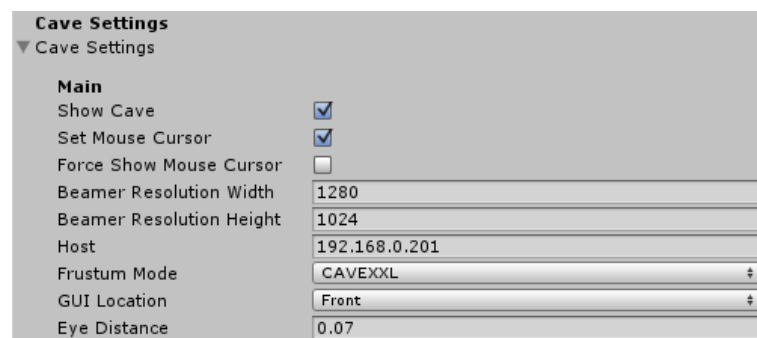 Cave Settings
Cave Settings
Main
Show Cave
Set Mouse Cursor
Force Show Mouse Cursor
Beamer Resolution Width 1280
Beamer Resolution Height 1024
Host 192.168.0.201
Frustum Mode CAVEXXL
GUI Location Front
Eye Distance 0.07